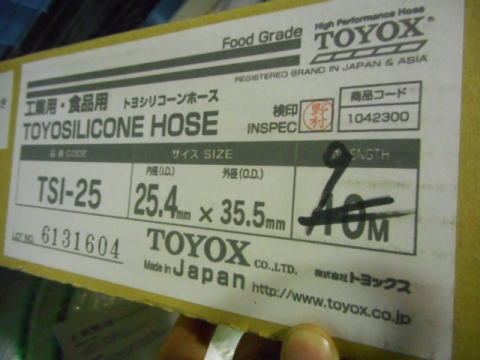 Food Grade
High Performance Hose
TOYOX®
REGISTERED BRAND IN JAPAN & ASIA
工業用・食品用 トヨシリコーンホース
TOYOSILICONE HOSE
検印
INSPEC
野村
商品コード
1042300
品番 CODE
サイズ SIZE
LENGTH
TSI-25
内径(I.D.) 外径(O.D.)
25.4mm × 35.5mm
9
10M
LOT NO. 6131604
TOYOX CO.,LTD.
Made in Japan
株式会社トヨックス
http://www.toyox.co.jp